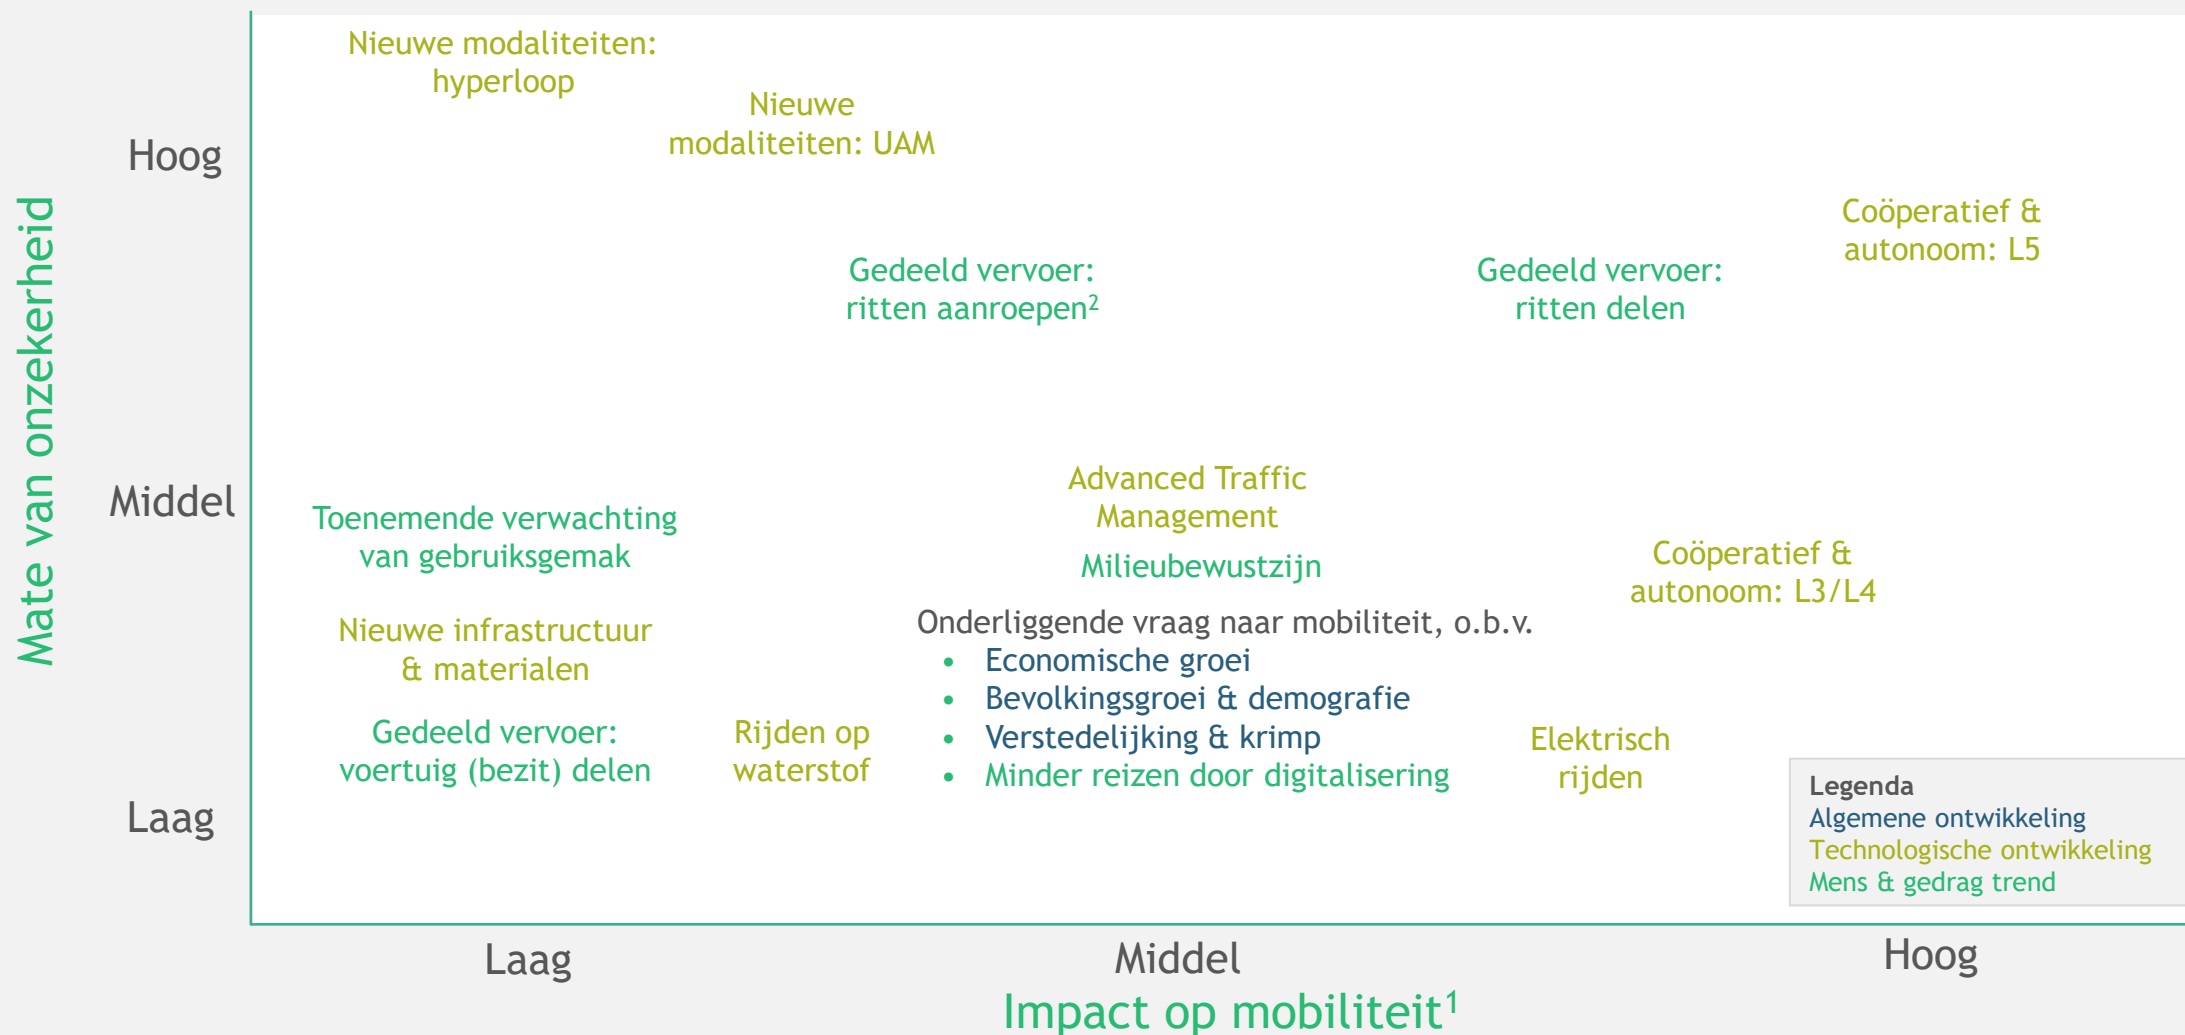 Nieuwe modaliteiten:
hyperloop
Nieuwe
modaliteiten: UAM
Hoog
Coöperatief &
autonoom: L5
Gedeeld vervoer:
ritten aanroepen²
Gedeeld vervoer:
ritten delen
Mate van onzekerheid
Middel
Advanced Traffic
Management
Toenemende verwachting
van gebruiksgemak
Milieubewustzijn
Coöperatief &
autonoom: L3/L4
Nieuwe infrastructuur
& materialen
Onderliggende vraag naar mobiliteit, o.b.v.
• Economische groei
• Bevolkingsgroei & demografie
• Verstedelijking & krimp
• Minder reizen door digitalisering
Gedeeld vervoer:
voertuig (bezit) delen
Rijden op
waterstof
Elektrisch
rijden
Laag
Legenda
Algemene ontwikkeling
Technologische ontwikkeling
Mens & gedrag trend
Laag
Middel
Hoog
Impact op mobiliteit¹